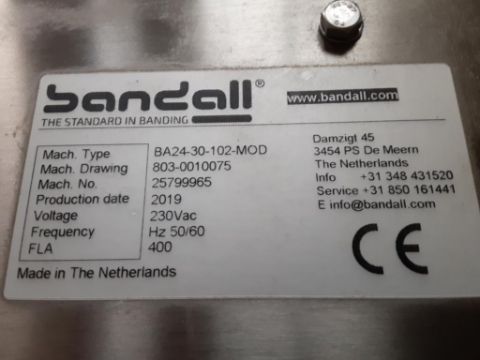 bandall®
THE STANDARD IN BANDING
www.bandall.com
Mach. Type BA24-30-102-MOD
Mach. Drawing 803-0010075
Mach. No. 25799965
Production date 2019
Voltage 230Vac
Frequency Hz 50/60
FLA 400
Made in The Netherlands
Damzigt 45
3454 PS De Meern
The Netherlands
Info +31 348 431520
Service +31 850 161441
E info@bandall.com
CE